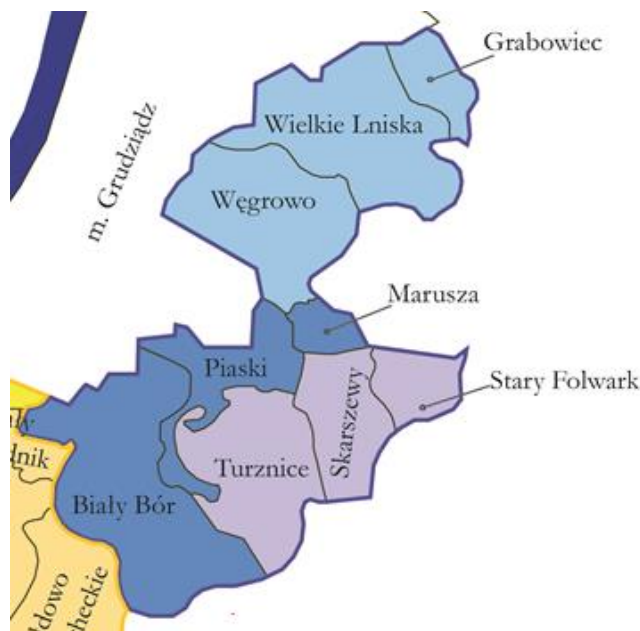 Grabowiec
Wielkie Lniska
m. Grudziądz
Węgrowo
Marusza
Piaski
Stary Folwark
Skarszewy
Turznice
Biały Bór